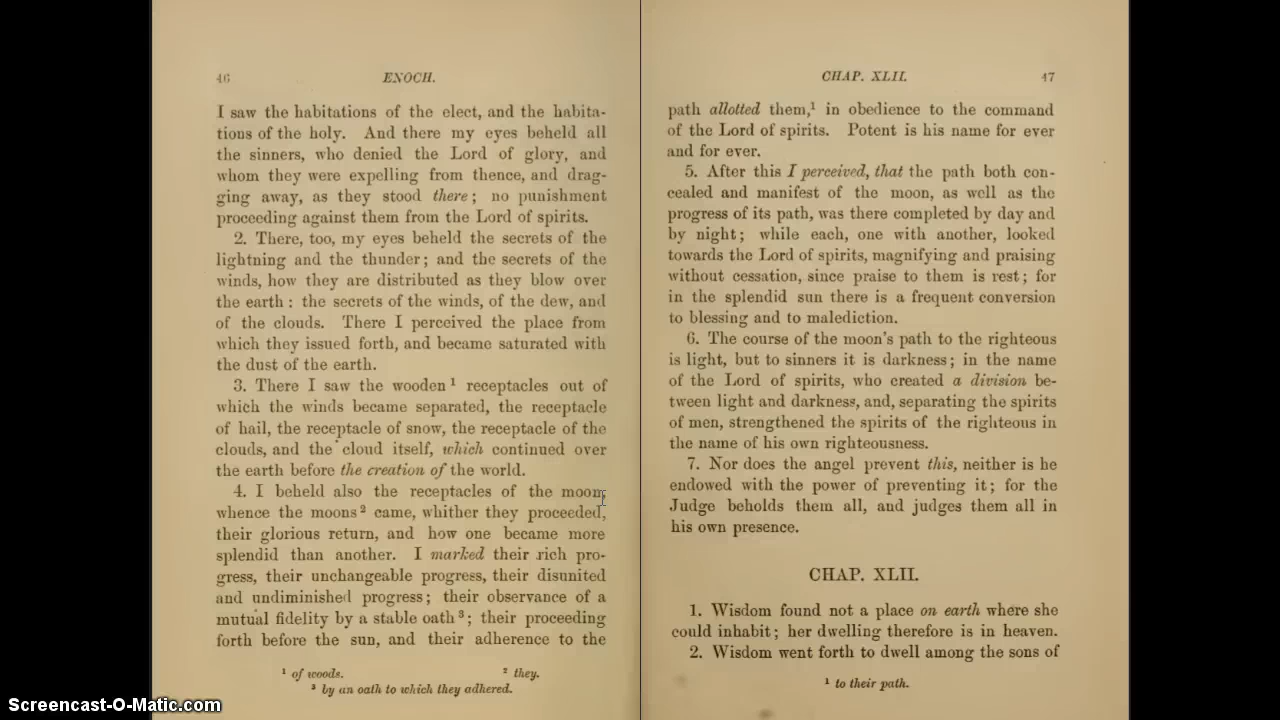 46
ENOCH.
I saw the habitations of the elect, and the habita-
tions of the holy. And there my eyes beheld all
the sinners, who denied the Lord of glory, and
whom they were expelling from thence, and drag-
ging away, as they stood there; no punishment
proceeding against them from the Lord of spirits.
2. There, too, my eyes beheld the secrets of the
lightning and the thunder; and the secrets of the
winds, how they are distributed as they blow over
the earth: the secrets of the winds, of the dew, and
of the clouds. There I perceived the place from
which they issued forth, and became saturated with
the dust of the earth.
3. There I saw the wooden¹ receptacles out of
which the winds became separated, the receptacle
of hail, the receptacle of snow, the receptacle of the
clouds, and the cloud itself, which continued over
the earth before the creation of the world.
4. I beheld also the receptacles of the moon,
whence the moons² came, whither they proceeded,
their glorious return, and how one became more
splendid than another. I marked their rich pro-
gress, their unchangeable progress, their disunited
and undiminished progress; their observance of a
mutual fidelity by a stable oath³; their proceeding
forth before the sun, and their adherence to the
¹ of woods. ² they.
³ by an oath to which they adhered.
CHAP. XLII.
47
path allotted them,¹ in obedience to the command
of the Lord of spirits. Potent is his name for ever
and for ever.
5. After this I perceived, that the path both con-
cealed and manifest of the moon, as well as the
progress of its path, was there completed by day and
by night; while each, one with another, looked
towards the Lord of spirits, magnifying and praising
without cessation, since praise to them is rest; for
in the splendid sun there is a frequent conversion
to blessing and to malediction.
6. The course of the moon's path to the righteous
is light, but to sinners it is darkness; in the name
of the Lord of spirits, who created a division be-
tween light and darkness, and, separating the spirits
of men, strengthened the spirits of the righteous in
the name of his own righteousness.
7. Nor does the angel prevent this, neither is he
endowed with the power of preventing it; for the
Judge beholds them all, and judges them all in
his own presence.
CHAP. XLII.
1. Wisdom found not a place on earth where she
could inhabit; her dwelling therefore is in heaven.
2. Wisdom went forth to dwell among the sons of
¹ to their path.
Screencast-O-Matic.com